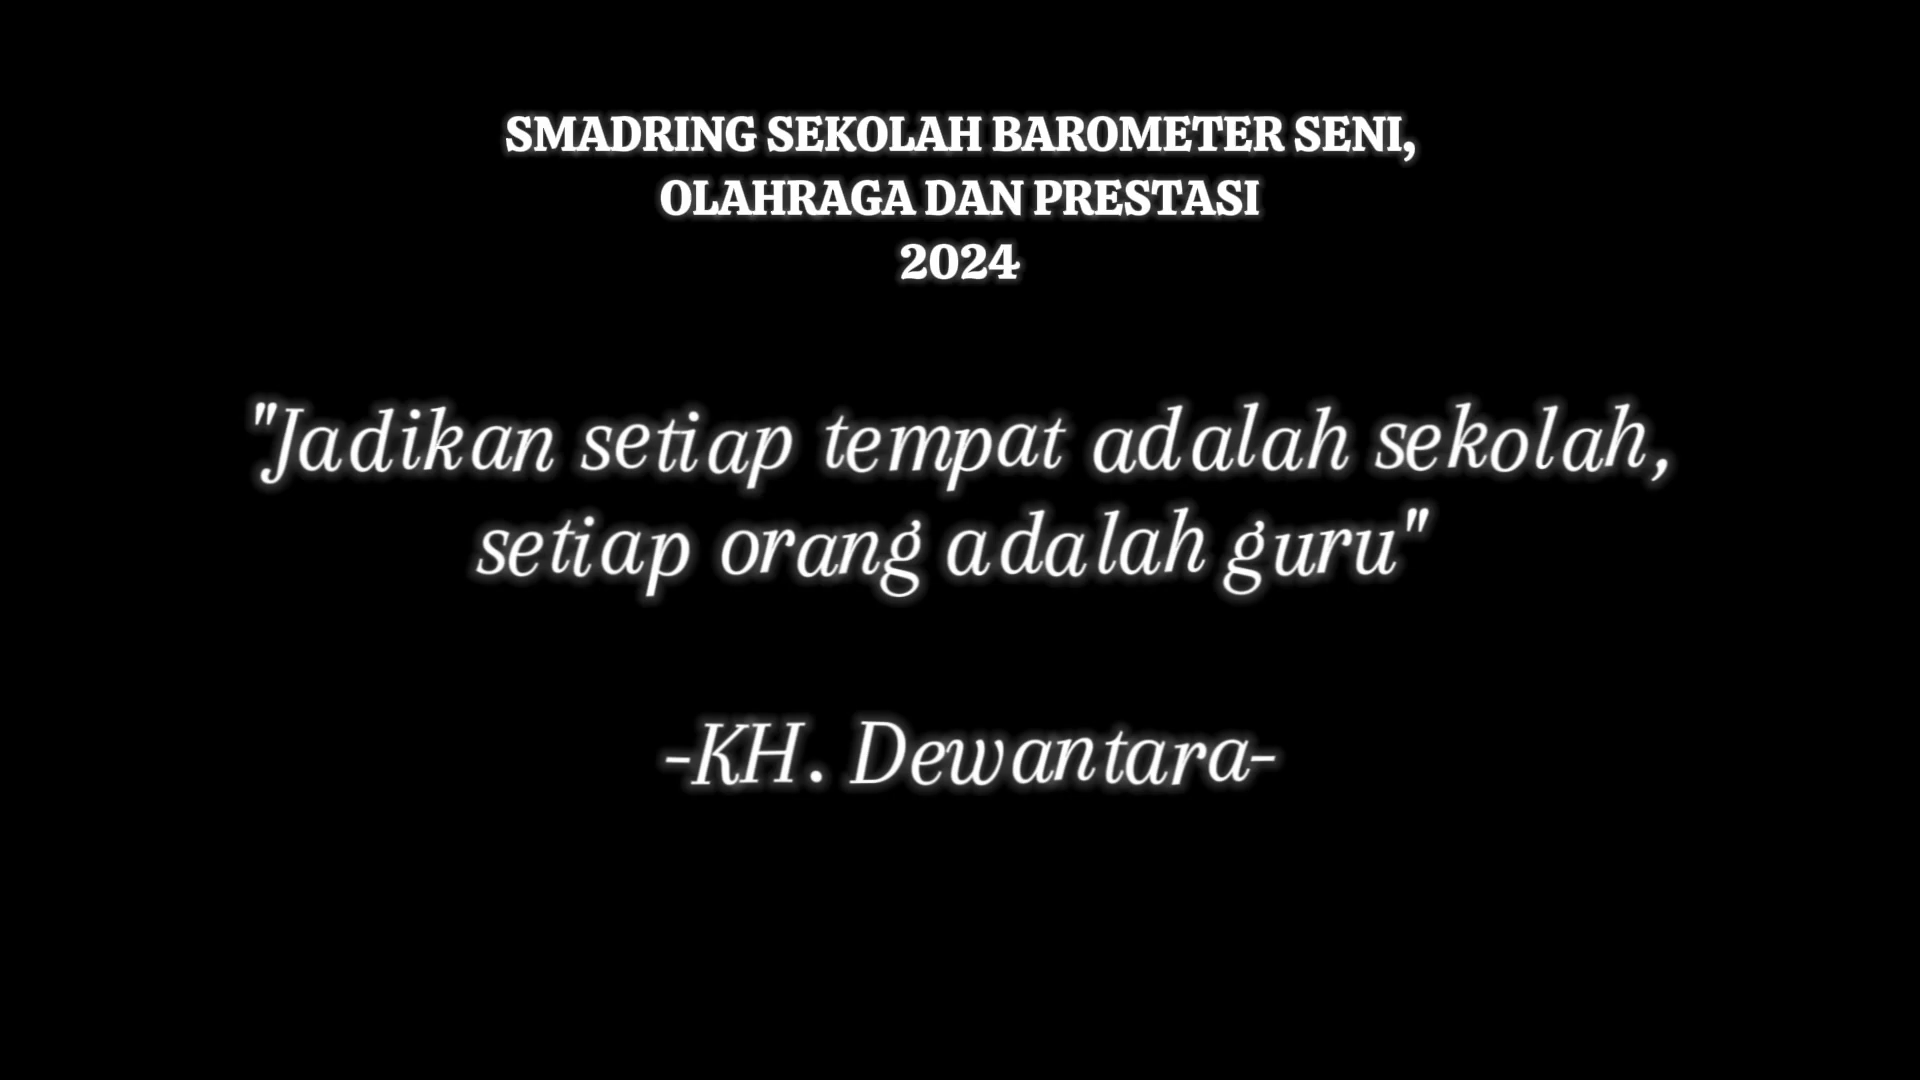 SMADRING SEKOLAH BAROMETER SENI,
OLAHRAGA DAN PRESTASI
2024
"Jadikan setiap tempat adalah sekolah,
setiap orang adalah guru"
-KH. Dewantara-